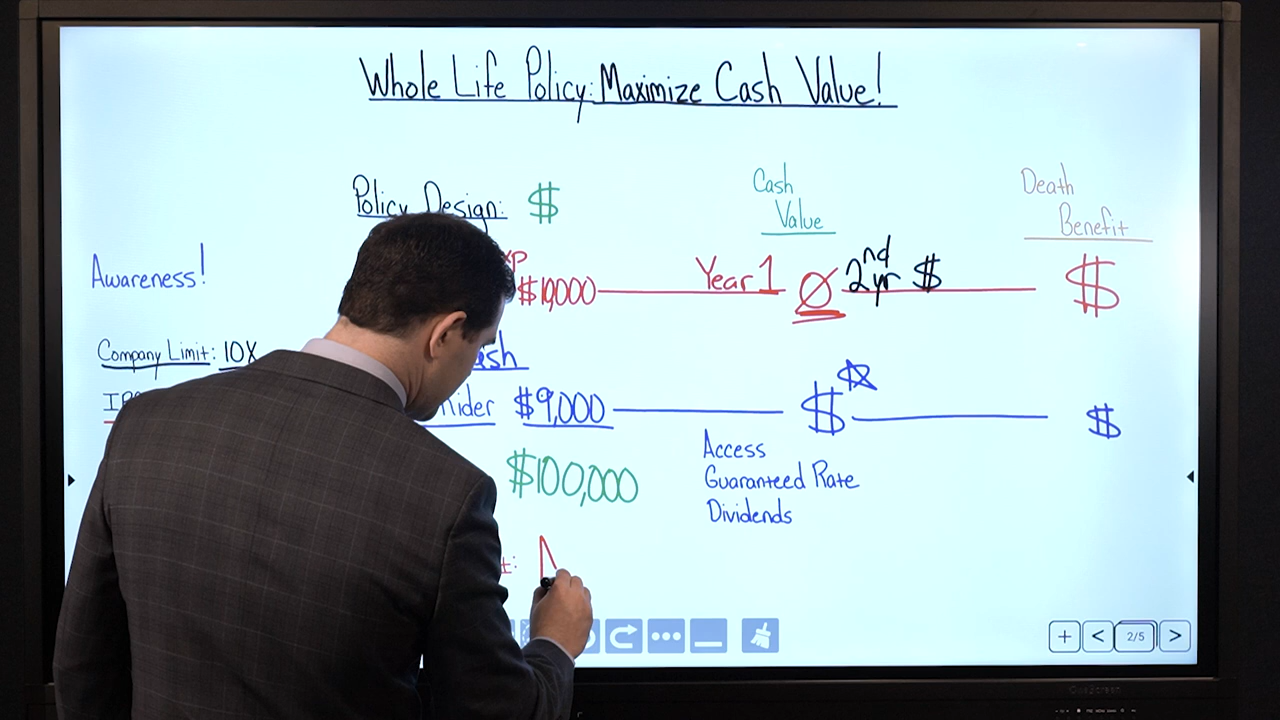 Whole Life Policy: Maximize Cash Value!
Policy Design: $
Cash
Value
Death
Benefit
Awareness!
$10,000
Year 1 Ø 2nd yr $
$
Company Limit: 10X
$9,000
$
$
$100,000
Access
Guaranteed Rate
Dividends
+ < 2/5 >